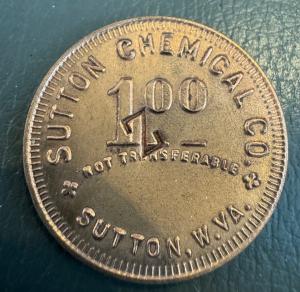 SUTTON CHEMICAL CO.
1.00
Z
NOT TRANSFERABLE
SUTTON, W.VA.